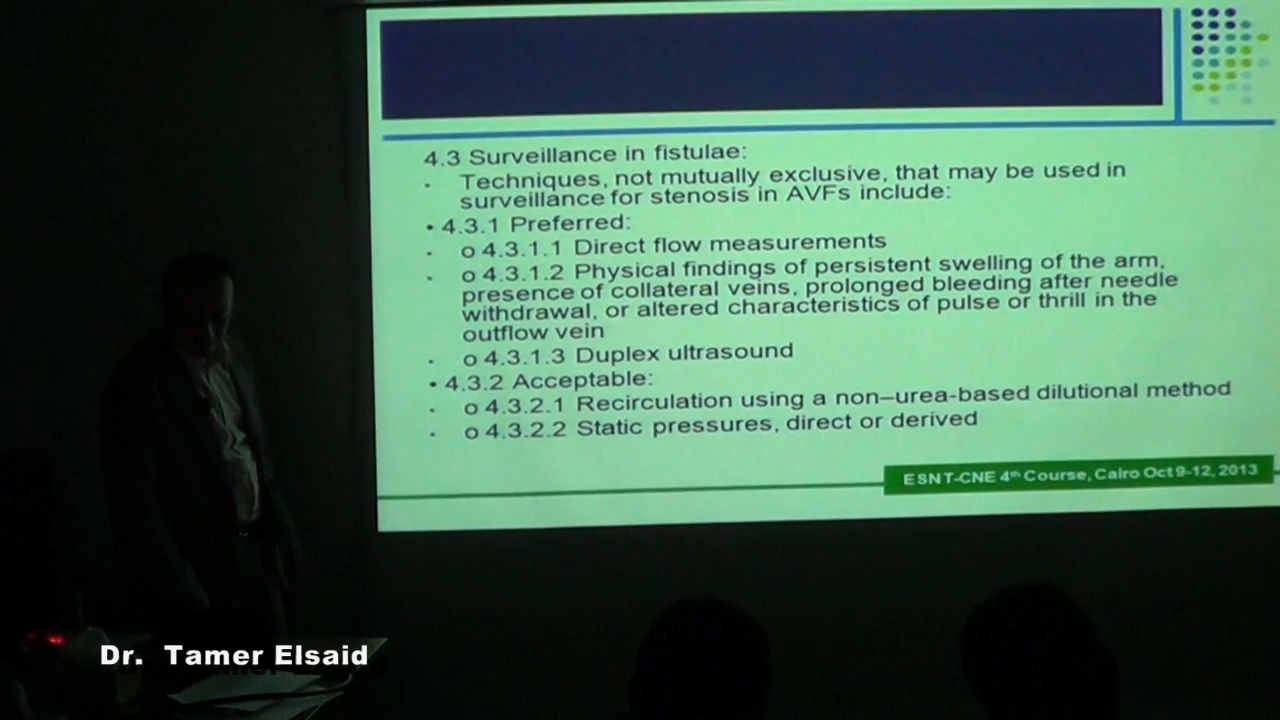 4.3 Surveillance in fistulae:
· Techniques, not mutually exclusive, that may be used in
surveillance for stenosis in AVFs include:
• 4.3.1 Preferred:
· o 4.3.1.1 Direct flow measurements
· o 4.3.1.2 Physical findings of persistent swelling of the arm,
presence of collateral veins, prolonged bleeding after needle
withdrawal, or altered characteristics of pulse or thrill in the
outflow vein
· o 4.3.1.3 Duplex ultrasound
• 4.3.2 Acceptable:
· o 4.3.2.1 Recirculation using a non–urea-based dilutional method
· o 4.3.2.2 Static pressures, direct or derived
ESNT-CNE 4th Course, Cairo Oct 9-12, 2013
Dr. Tamer Elsaid